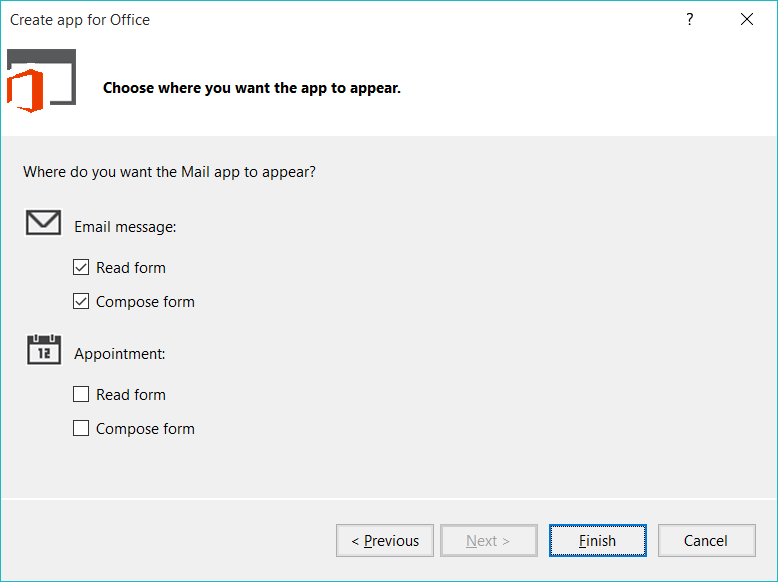 Create app for Office ?
Choose where you want the app to appear.
Where do you want the Mail app to appear?
Email message:
Read form
Compose form
12
Appointment:
Read form
Compose form
< Previous Next > Finish Cancel